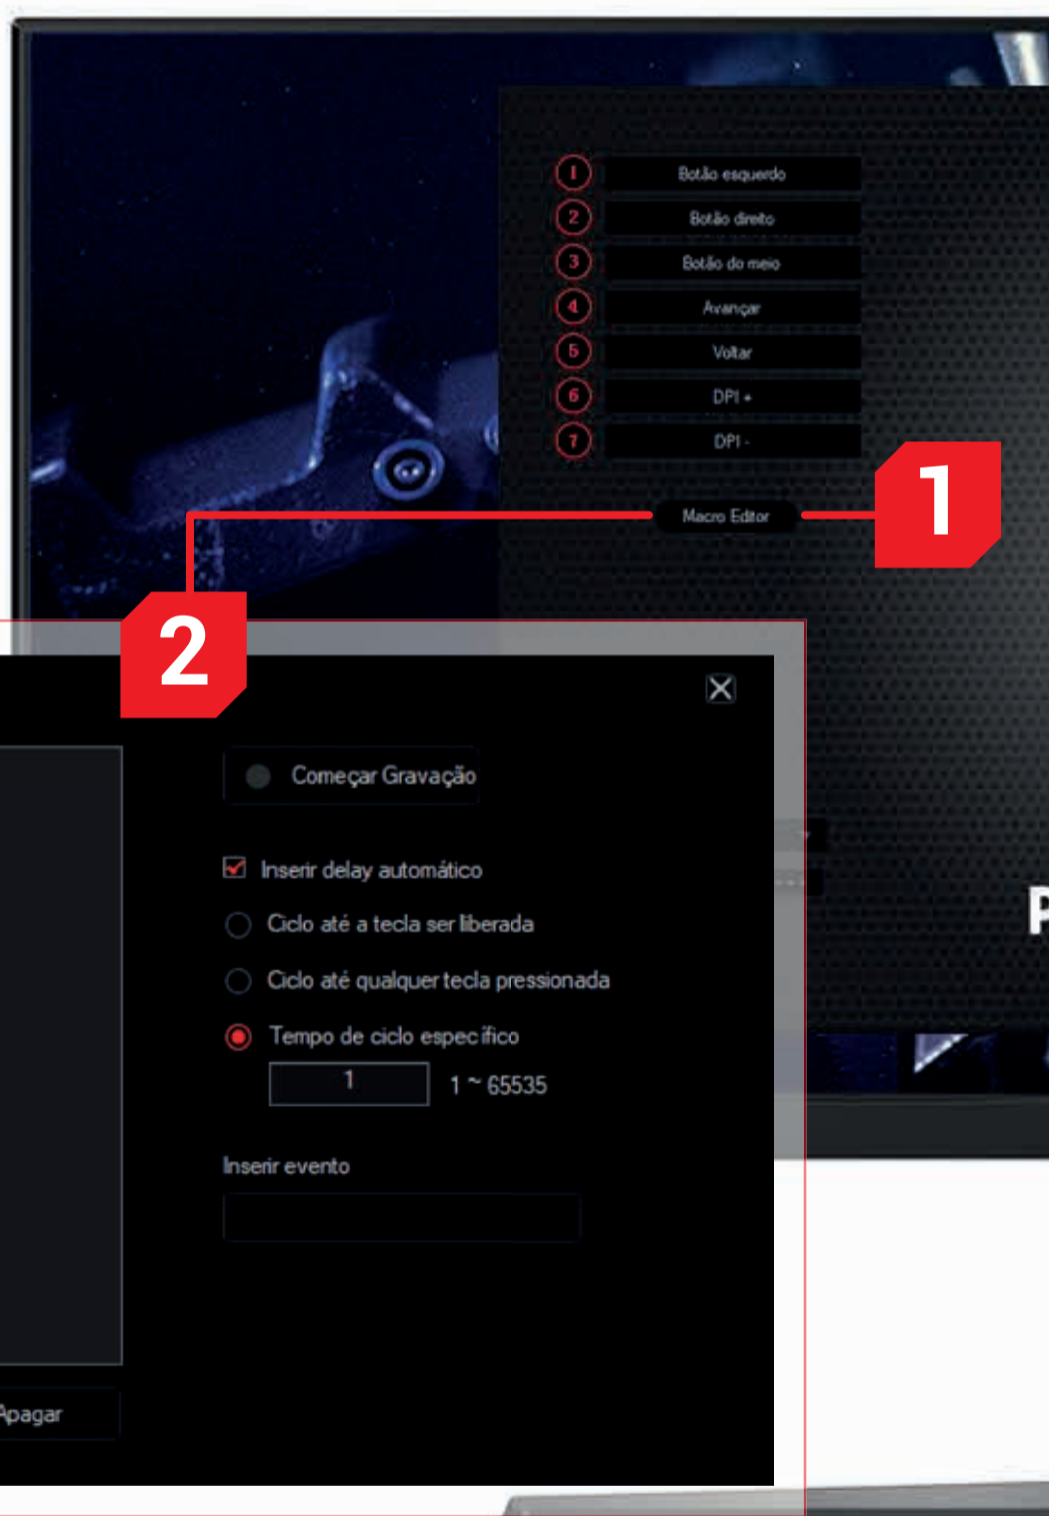 1 Botão esquerdo
2 Botão direito
3 Botão do meio
4 Avançar
5 Voltar
6 DPI +
7 DPI -
Macro Editor
1
2
Começar Gravação
Inserir delay automático
Ciclo até a tecla ser liberada
Ciclo até qualquer tecla pressionada
Tempo de ciclo específico
1 1 ~ 65535
Inserir evento
Apagar
P